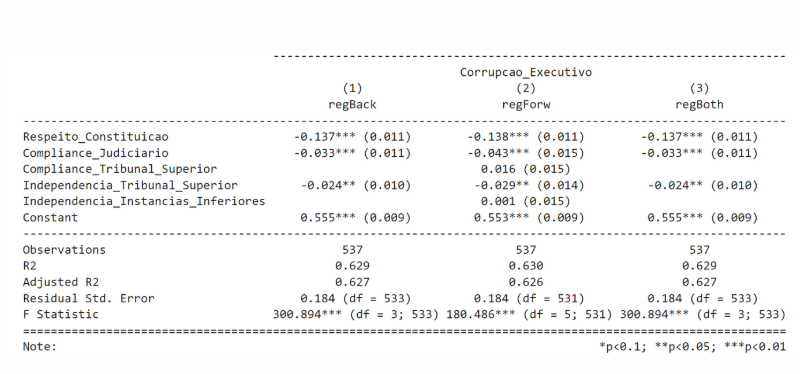 Corrupcao_Executivo
(1) (2) (3)
regBack regForw regBoth
Respeito_Constituicao -0.137*** (0.011) -0.138*** (0.011) -0.137*** (0.011)
Compliance_Judiciario -0.033*** (0.011) -0.043*** (0.015) -0.033*** (0.011)
Compliance_Tribunal_Superior 0.016 (0.015)
Independencia_Tribunal_Superior -0.024** (0.010) -0.029** (0.014) -0.024** (0.010)
Independencia_Instancias_Inferiores 0.001 (0.015)
Constant 0.555*** (0.009) 0.553*** (0.009) 0.555*** (0.009)
Observations 537 537 537
R2 0.629 0.630 0.629
Adjusted R2 0.627 0.626 0.627
Residual Std. Error 0.184 (df = 533) 0.184 (df = 531) 0.184 (df = 533)
F Statistic 300.894*** (df = 3; 533) 180.486*** (df = 5; 531) 300.894*** (df = 3; 533)
Note: *p<0.1; **p<0.05; ***p<0.01